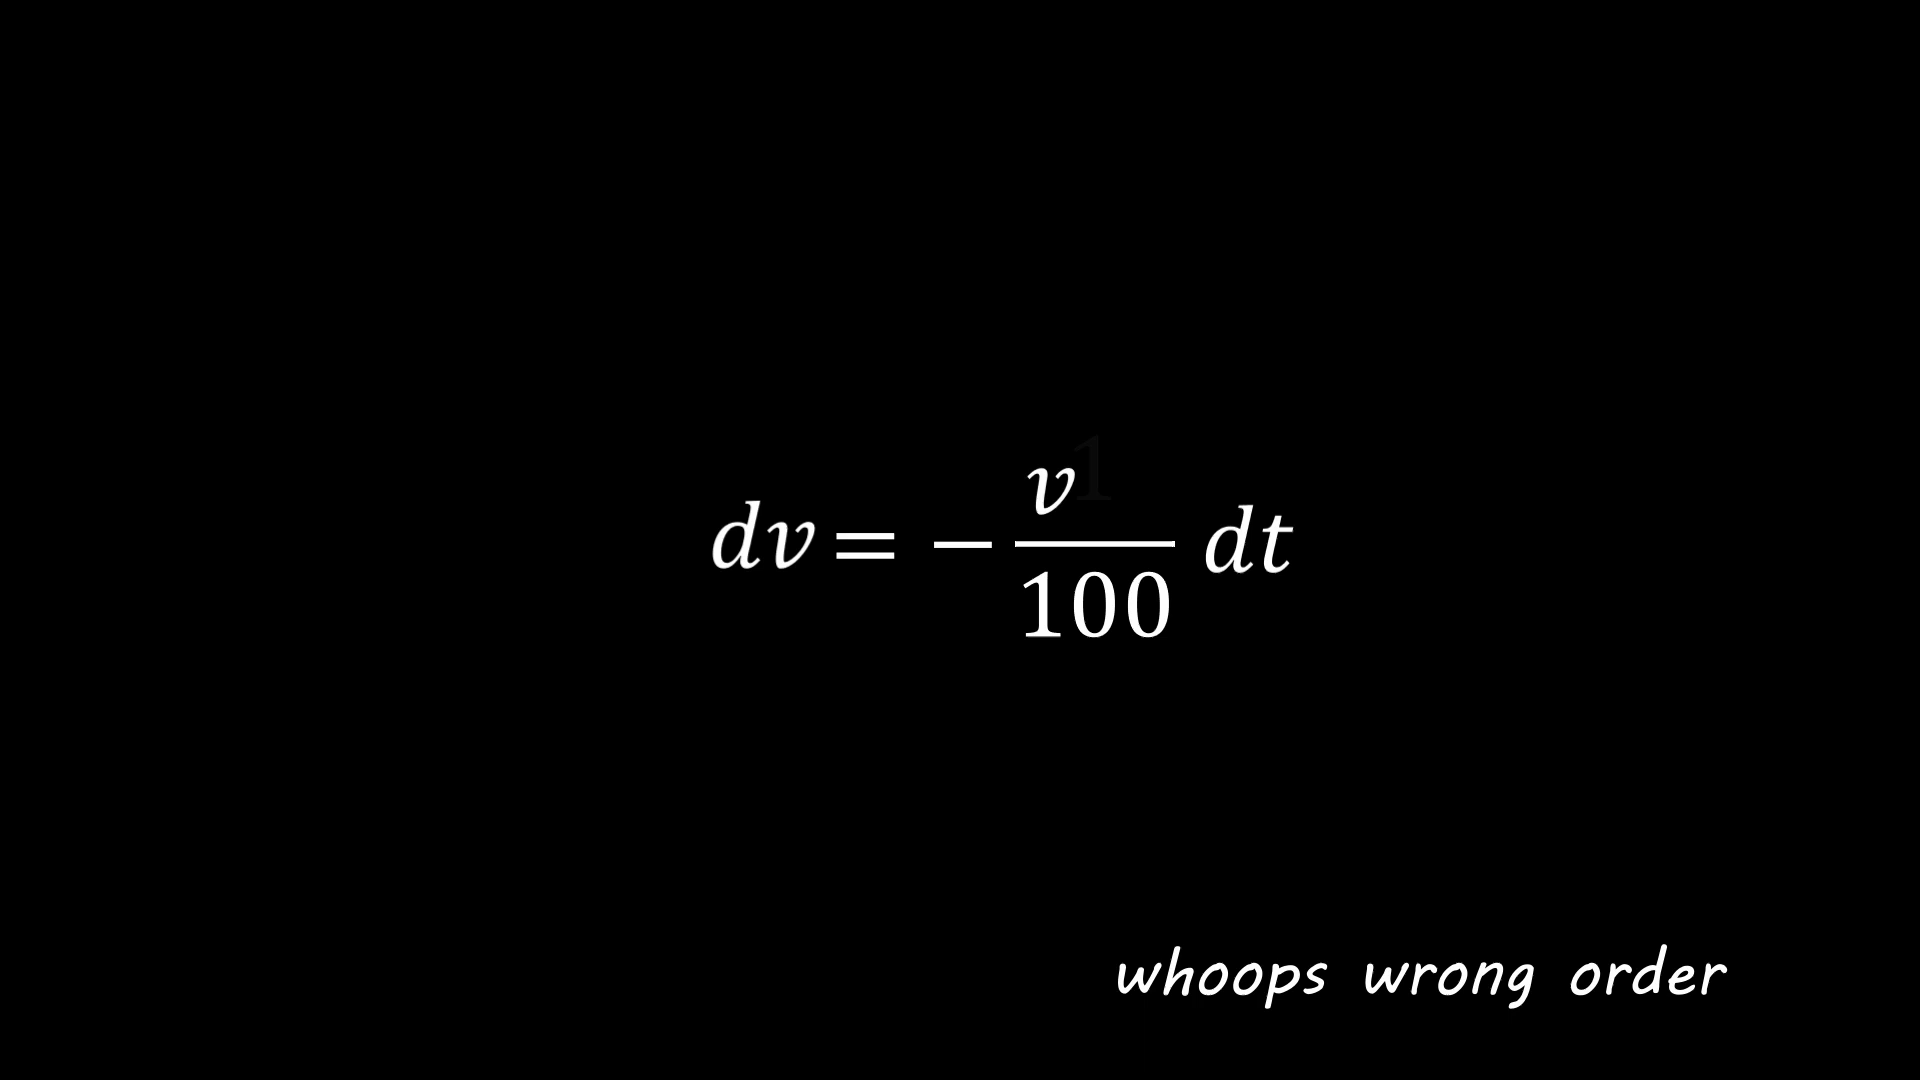 dv = − v/100 dt
whoops wrong order